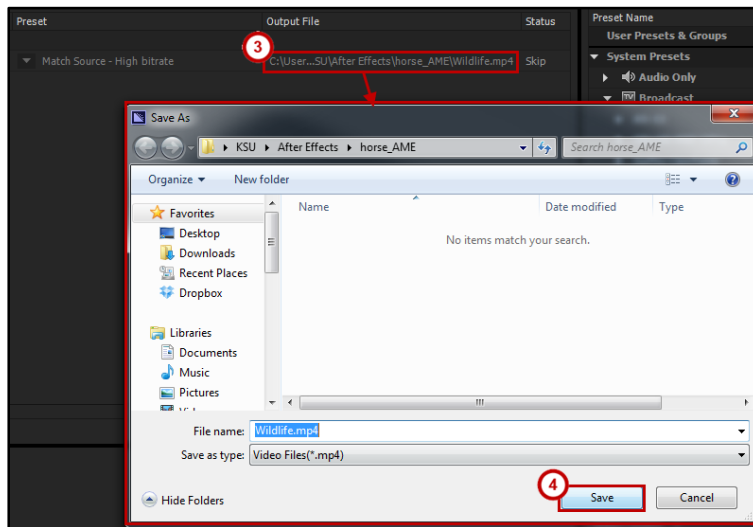 Preset Output File Status
Match Source - High bitrate C:\User...SU\After Effects\horse_AME\Wildlife.mp4 Skip
3
Preset Name
User Presets & Groups
System Presets
Audio Only
Broadcast
Save As
KSU After Effects horse_AME Search horse_AME
Organize New folder
Favorites
Desktop
Downloads
Recent Places
Dropbox
Libraries
Documents
Music
Pictures
Name Date modified Type
No items match your search.
File name: Wildlife.mp4
Save as type: Video Files(*.mp4)
4
Hide Folders Save Cancel